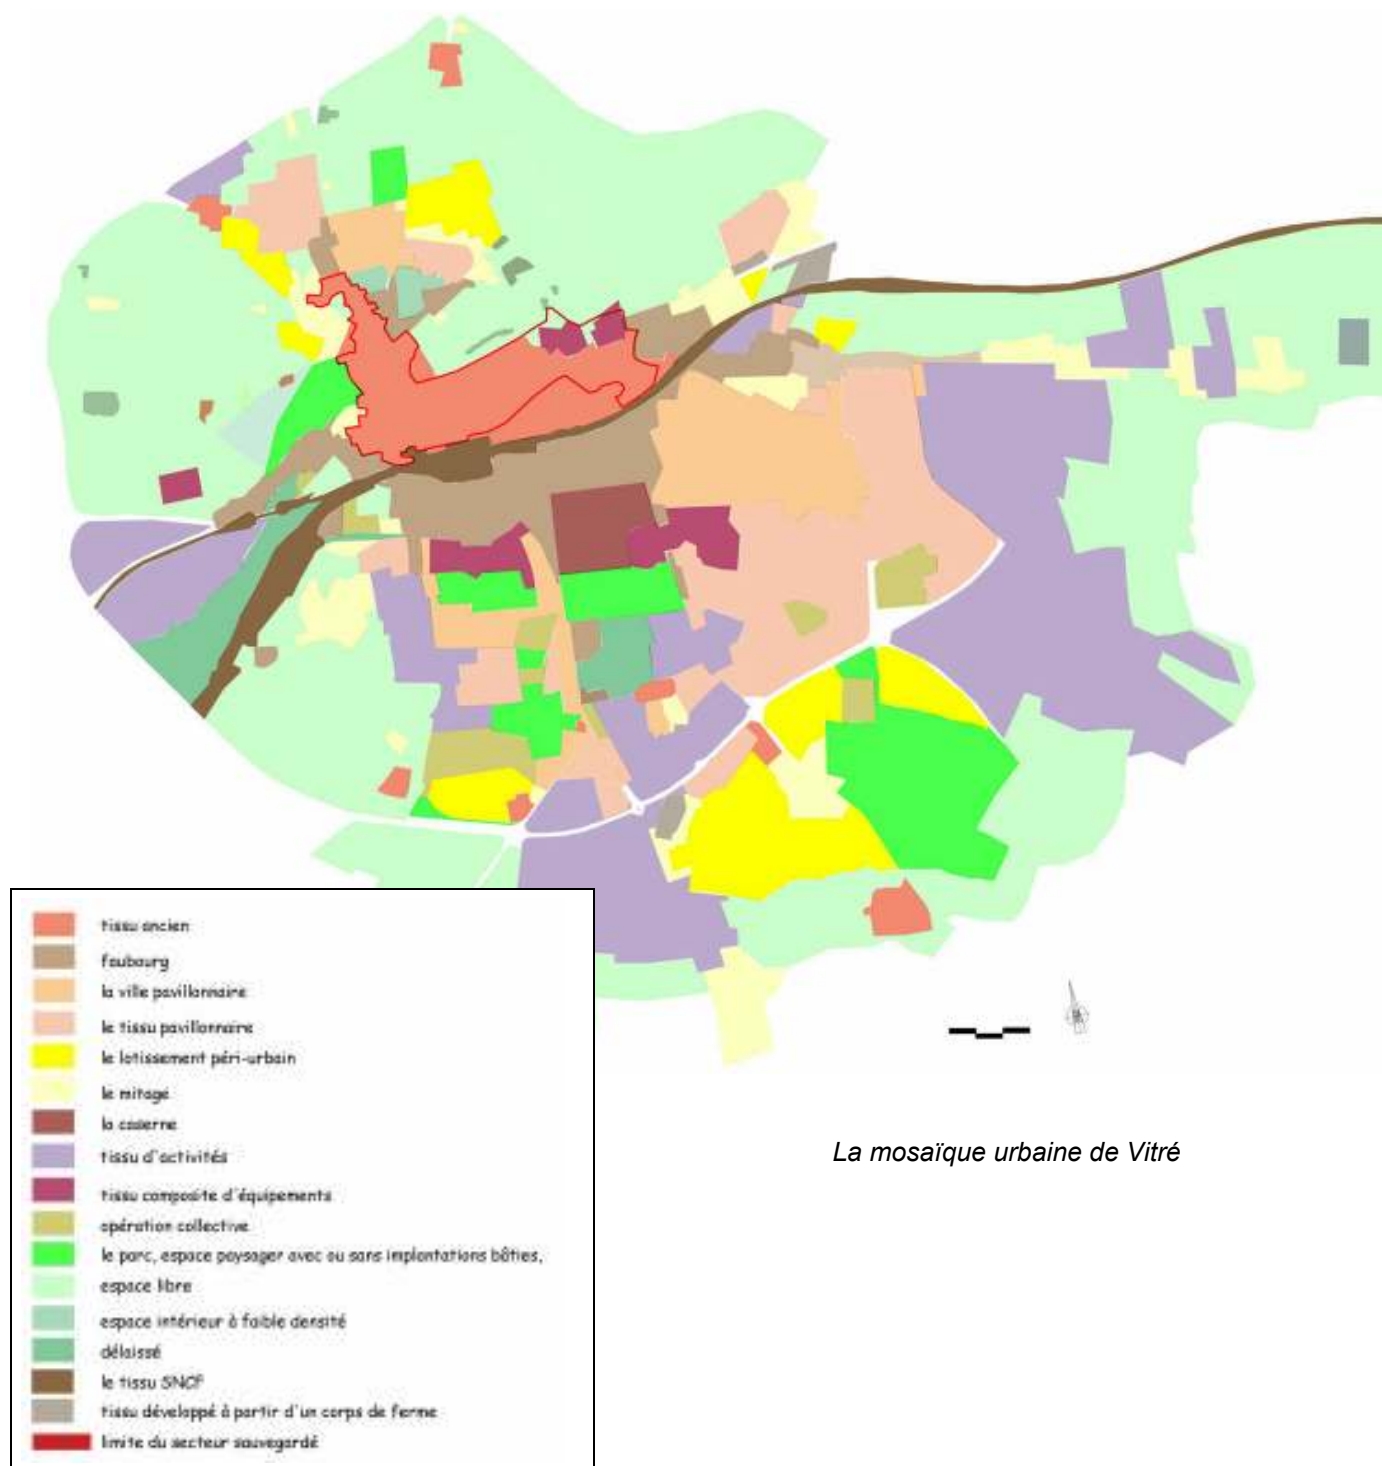 tissu ancien
faubourg
la ville pavillonnaire
le tissu pavillonnaire
le lotissement péri-urbain
le mitage
la caserne
tissu d'activités
tissu composite d'équipements
opération collective
le parc, espace paysager avec ou sans implantations bâties,
espace libre
espace intérieur à faible densité
délaissé
le tissu SNCF
tissu développé à partir d'un corps de ferme
limite du secteur sauvegardé
La mosaïque urbaine de Vitré